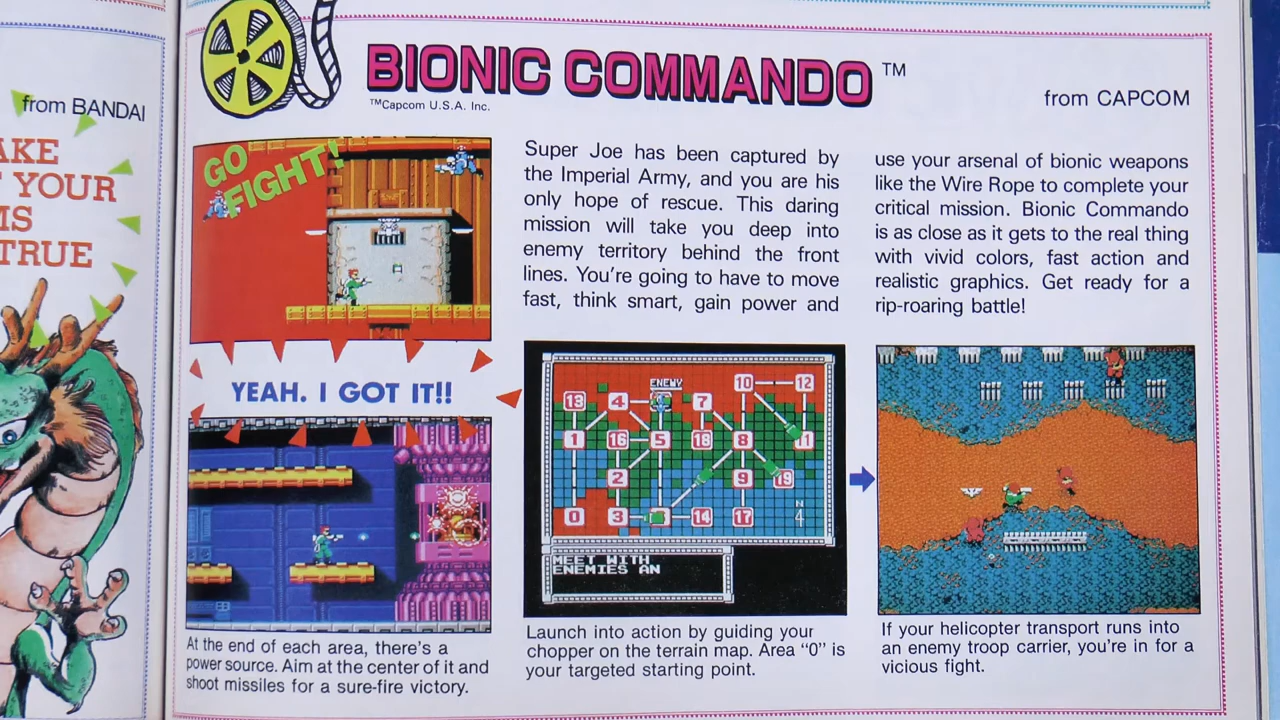 from BANDAI
AKE
T YOUR
IS
TRUE
BIONIC COMMANDO™
™Capcom U.S.A. Inc.
from CAPCOM
GO
FIGHT!
Super Joe has been captured by
the Imperial Army, and you are his
only hope of rescue. This daring
mission will take you deep into
enemy territory behind the front
lines. You're going to have to move
fast, think smart, gain power and
use your arsenal of bionic weapons
like the Wire Rope to complete your
critical mission. Bionic Commando
is as close as it gets to the real thing
with vivid colors, fast action and
realistic graphics. Get ready for a
rip-roaring battle!
YEAH. I GOT IT!!
At the end of each area, there's a
power source. Aim at the center of it and
shoot missiles for a sure-fire victory.
ENEMY
10 12
13 4 7
1 16 5 18 8 11
2 9 19
0 3 14 17
N
4
MEET WITH
ENEMIES AN
Launch into action by guiding your
chopper on the terrain map. Area "0" is
your targeted starting point.
If your helicopter transport runs into
an enemy troop carrier, you're in for a
vicious fight.